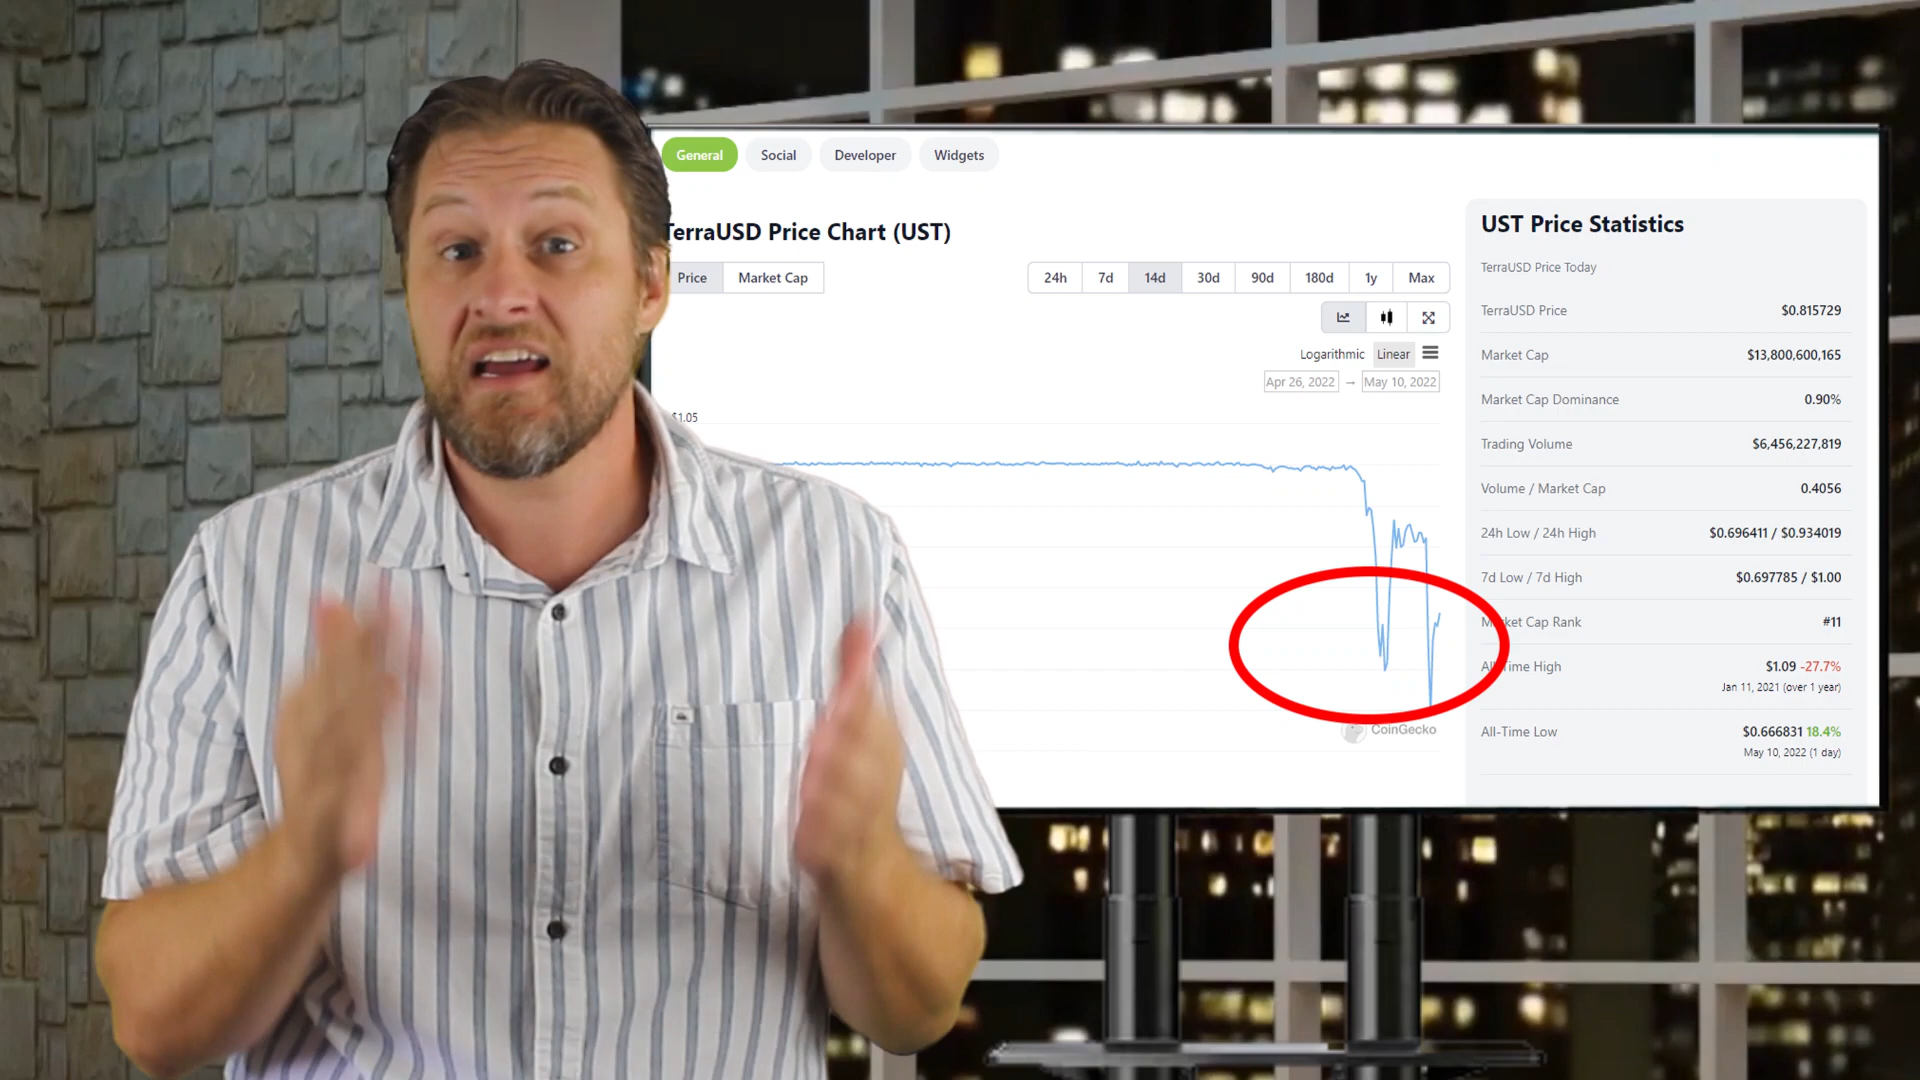 General Social Developer Widgets
TerraUSD Price Chart (UST)
Price Market Cap
24h 7d 14d 30d 90d 180d 1y Max
Logarithmic Linear
Apr 26, 2022 → May 10, 2022
$1.05
CoinGecko
UST Price Statistics
TerraUSD Price Today
TerraUSD Price $0.815729
Market Cap $13,800,600,165
Market Cap Dominance 0.90%
Trading Volume $6,456,227,819
Volume / Market Cap 0.4056
24h Low / 24h High $0.696411 / $0.934019
7d Low / 7d High $0.697785 / $1.00
Market Cap Rank #11
All-Time High $1.09 -27.7%
Jan 11, 2021 (over 1 year)
All-Time Low $0.666831 18.4%
May 10, 2022 (1 day)